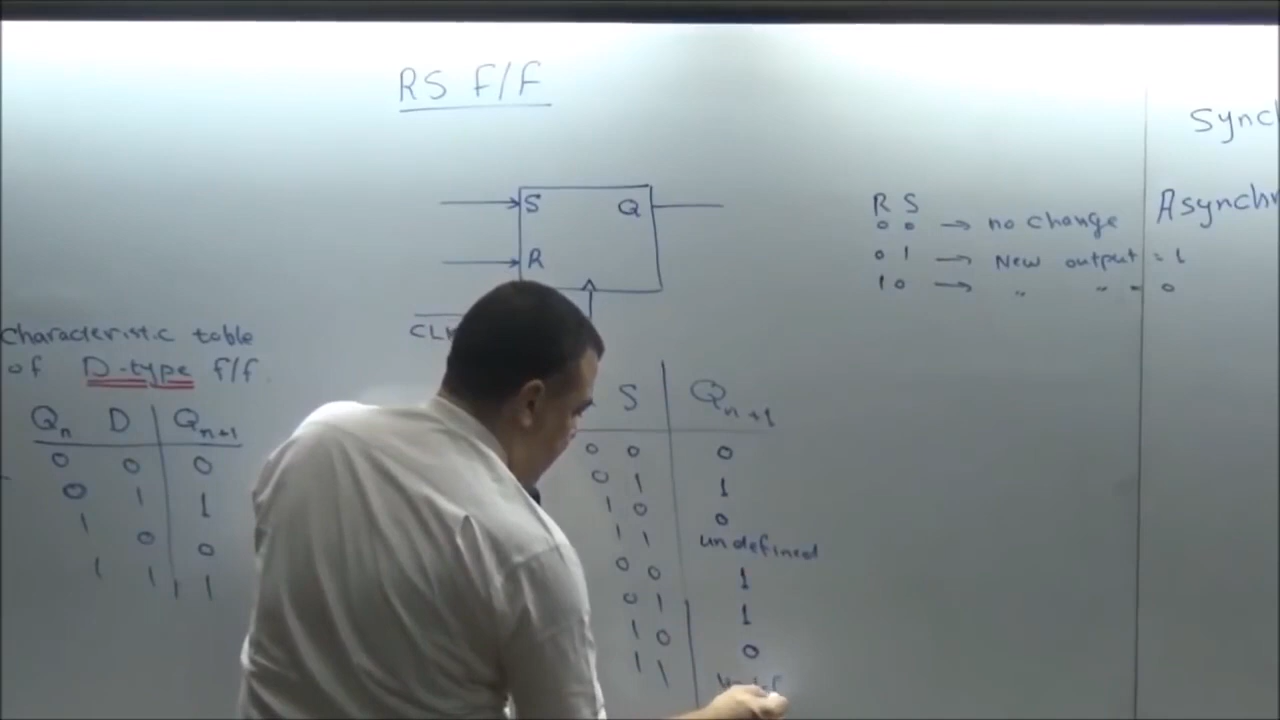 RS F/F
Synch
S Q
R
R S
0 0 → no change
0 1 → New output = 1
1 0 → " " " 0
Asynchr
Characteristic table
of D-type f/f
Qn D Qn+1
0 0 0
0 1 1
1 0 0
1 1 1
S Qn+1
0 0 0
0 1 1
1 0 0
1 1 undefined
0 0 1
0 1 1
1 0 0
1 1